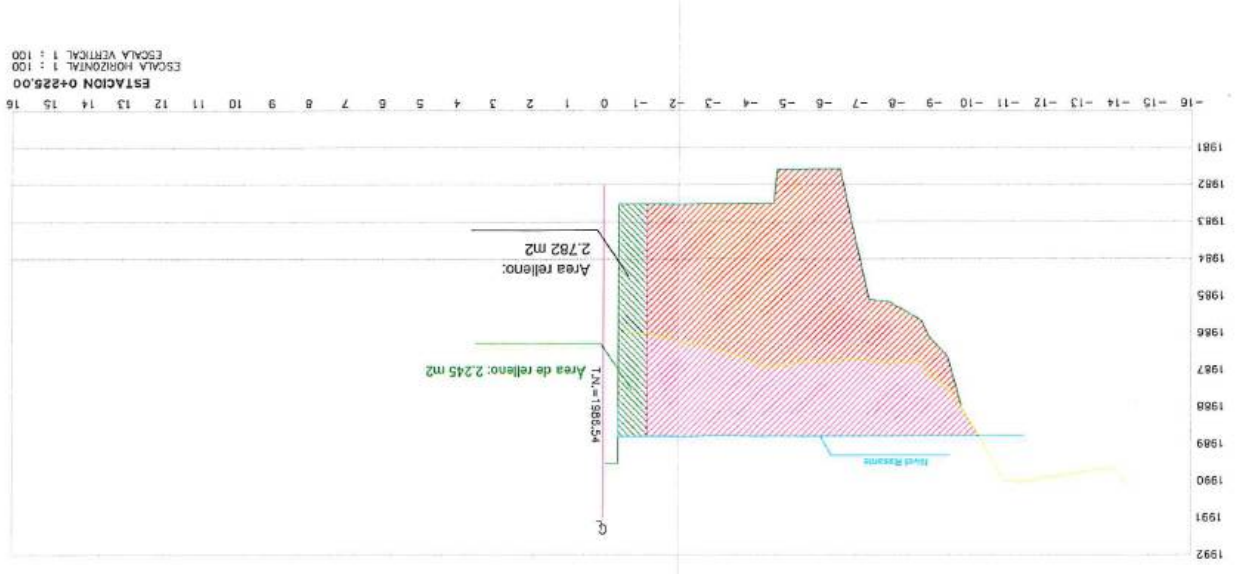 1992
1991
℄
1990
Nivel Rasante
1989
1988
T.N.=
1987
Área de relleno: 2.245 m2
1986
1985
Area relleno:
2.782 m2
1984
1983
1982
1981
-16 -15 -14 -13 -12 -11 -10 -9 -8 -7 -6 -5 -4 -3 -2 -1 0 1 2 3 4 5 6 7 8 9 10 11 12 13 14 15 16
ESTACION 0+225.00
ESCALA HORIZONTAL 1 : 100
ESCALA VERTICAL 1 : 100